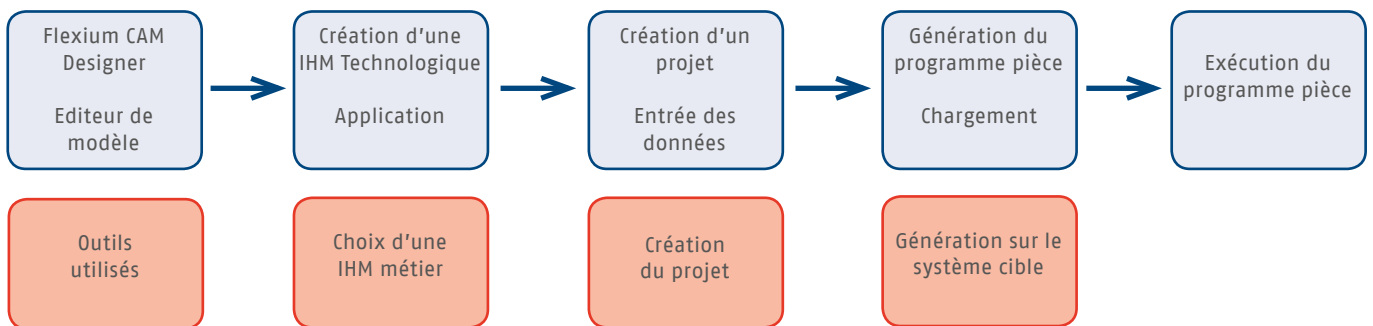 Flexium CAM
Designer
Editeur de
modèle
Création d'une
IHM Technologique
Application
Création d'un
projet
Entrée des
données
Génération du
programme pièce
Chargement
Exécution du
programme pièce
Outils
utilisés
Choix d'une
IHM métier
Création
du projet
Génération sur le
système cible